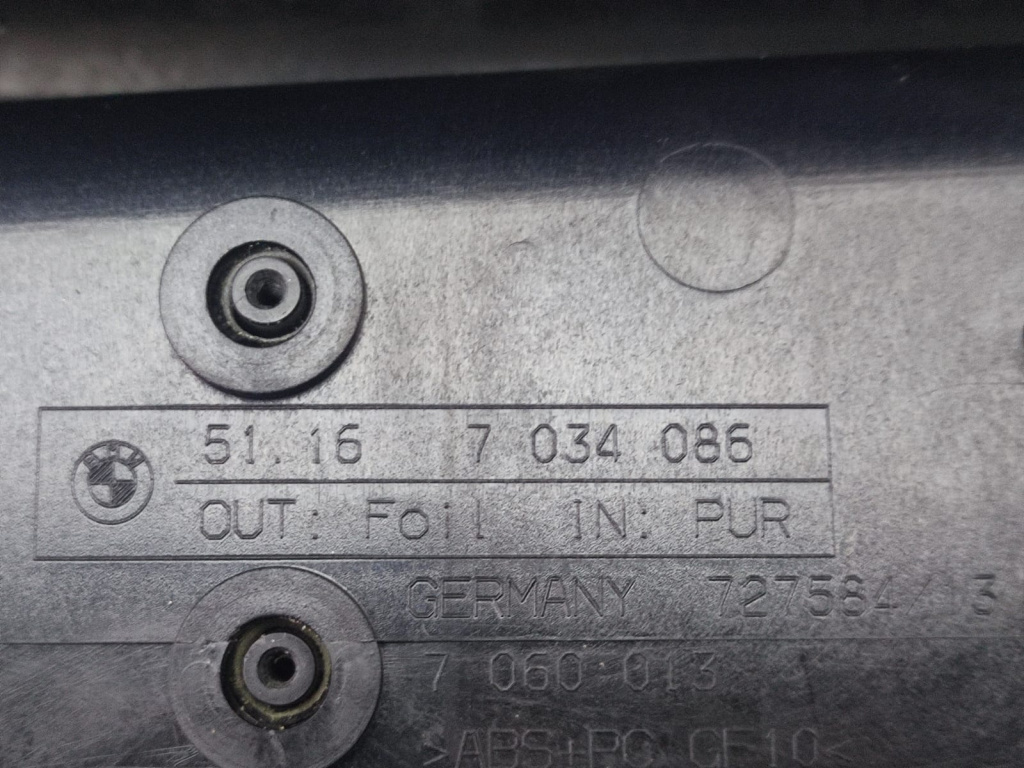 51.16 7 034 086
OUT: Foil IN: PUR
GERMANY 727584/ 3
7 060 013
>ABS+PC GF10<